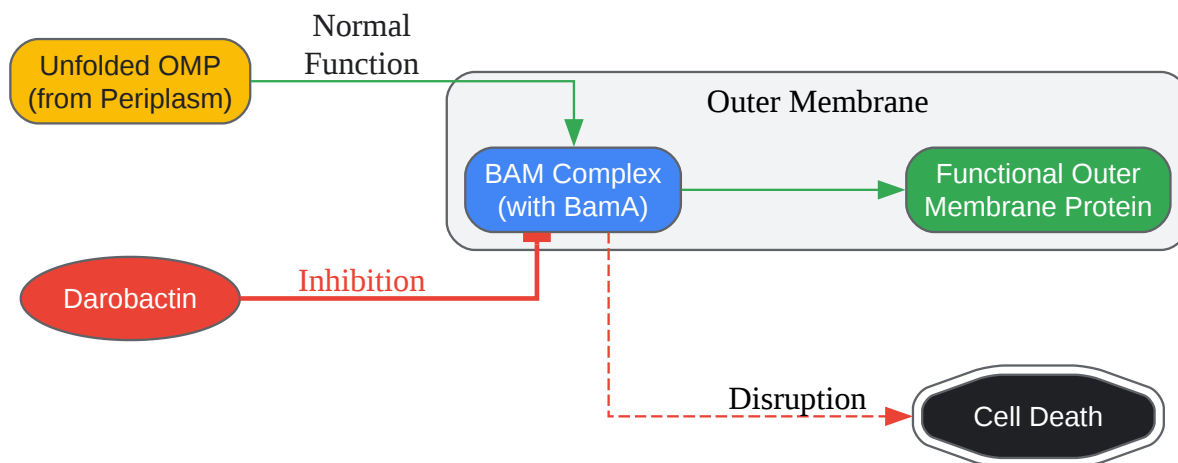 Normal
Function
Unfolded OMP
(from Periplasm)
Outer Membrane
BAM Complex
(with BamA)
Functional Outer
Membrane Protein
Inhibition
Darobactin
Disruption
Cell Death